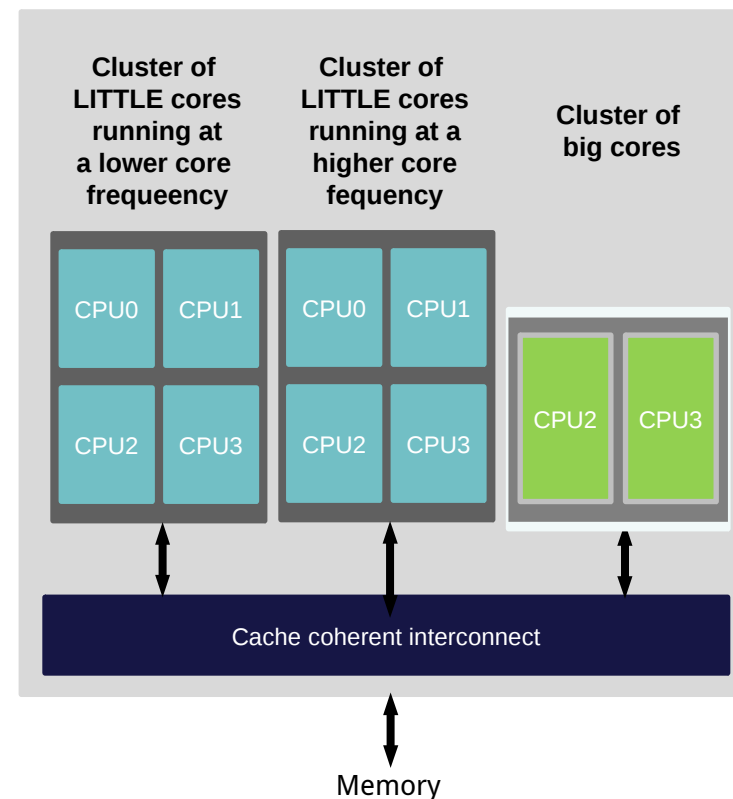 Cluster of
LITTLE cores
running at
a lower core
frequeency
Cluster of
LITTLE cores
running at a
higher core
fequency
Cluster of
big cores
CPU0 CPU1
CPU2 CPU3
CPU0 CPU1
CPU2 CPU3
CPU2 CPU3
Cache coherent interconnect
Memory